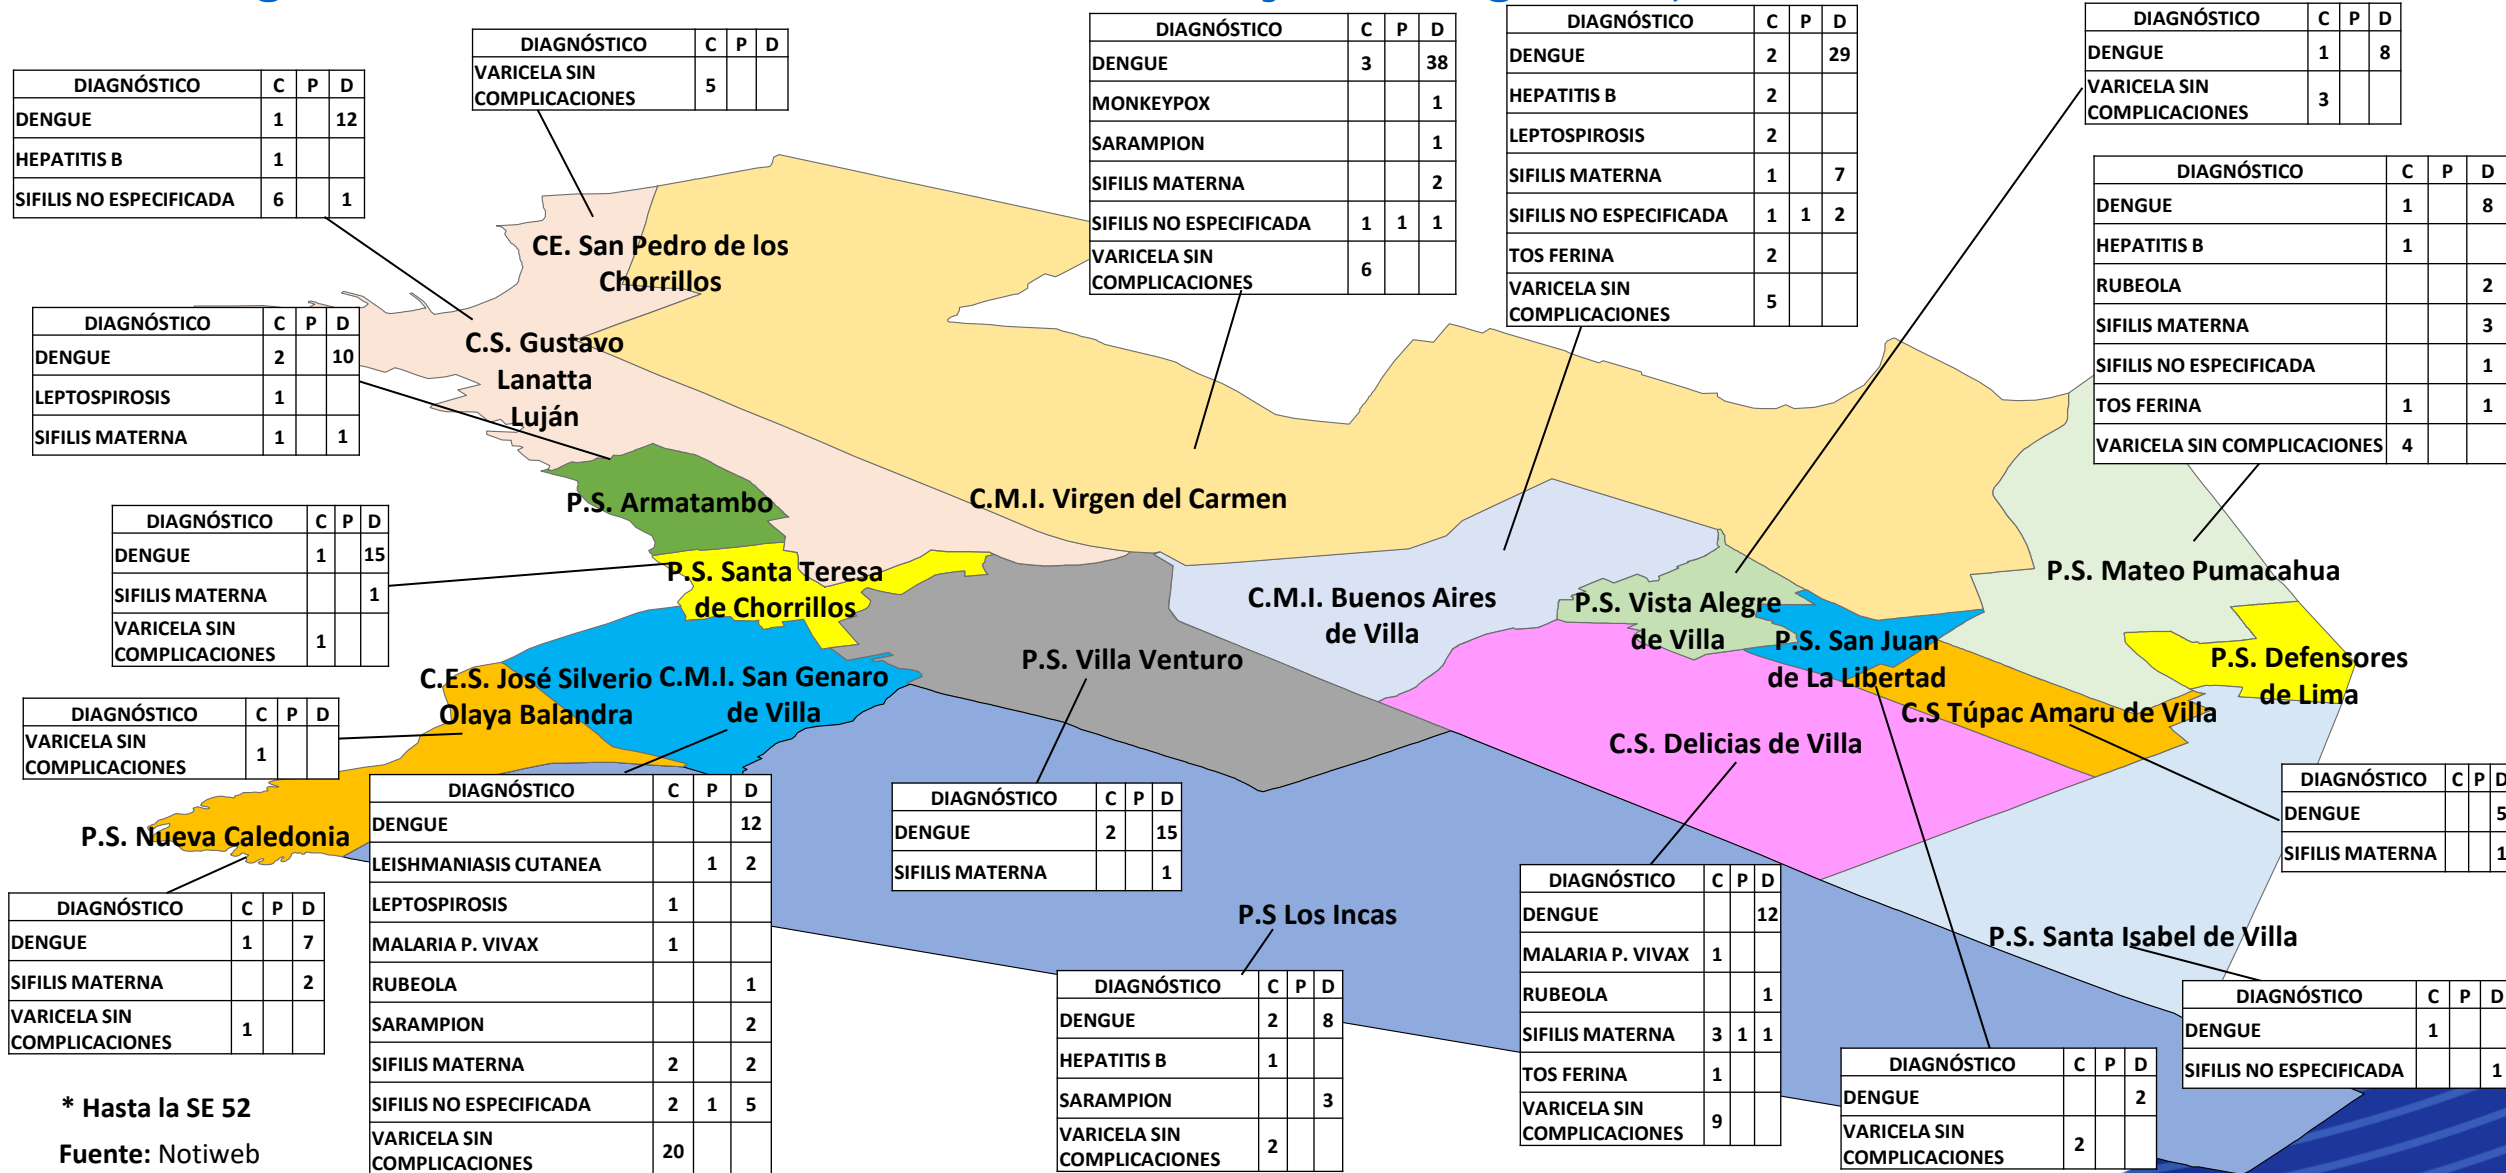 DIAGNÓSTICO C P D
VARICELA SIN
COMPLICACIONES 5
DIAGNÓSTICO C P D
DENGUE 1 12
HEPATITIS B 1
SIFILIS NO ESPECIFICADA 6 1
DIAGNÓSTICO C P D
DENGUE 3 38
MONKEYPOX 1
SARAMPION 1
SIFILIS MATERNA 2
SIFILIS NO ESPECIFICADA 1 1 1
VARICELA SIN
COMPLICACIONES 6
DIAGNÓSTICO C P D
DENGUE 2 29
HEPATITIS B 2
LEPTOSPIROSIS 2
SIFILIS MATERNA 1 7
SIFILIS NO ESPECIFICADA 1 1 2
TOS FERINA 2
VARICELA SIN
COMPLICACIONES 5
DIAGNÓSTICO C P D
DENGUE 1 8
VARICELA SIN
COMPLICACIONES 3
DIAGNÓSTICO C P D
DENGUE 1 8
HEPATITIS B 1
RUBEOLA 2
SIFILIS MATERNA 3
SIFILIS NO ESPECIFICADA 1
TOS FERINA 1 1
VARICELA SIN COMPLICACIONES 4
CE. San Pedro de los
Chorrillos
DIAGNÓSTICO C P D
DENGUE 2 10
LEPTOSPIROSIS 1
SIFILIS MATERNA 1 1
C.S. Gustavo
Lanatta
Luján
P.S. Armatambo
C.M.I. Virgen del Carmen
DIAGNÓSTICO C P D
DENGUE 1 15
SIFILIS MATERNA 1
VARICELA SIN
COMPLICACIONES 1
P.S. Santa Teresa
de Chorrillos
C.M.I. Buenos Aires
de Villa
P.S. Vista Alegre
de Villa
P.S. Mateo Pumacahua
P.S. San Juan
de La Libertad
P.S. Defensores
de Lima
P.S. Villa Venturo
C.E.S. José Silverio
Olaya Balandra
C.M.I. San Genaro
de Villa
C.S Túpac Amaru de Villa
C.S. Delicias de Villa
DIAGNÓSTICO C P D
VARICELA SIN
COMPLICACIONES 1
P.S. Nueva Caledonia
DIAGNÓSTICO C P D
DENGUE 12
LEISHMANIASIS CUTANEA 1 2
LEPTOSPIROSIS 1
MALARIA P. VIVAX 1
RUBEOLA 1
SARAMPION 2
SIFILIS MATERNA 2 2
SIFILIS NO ESPECIFICADA 2 1 5
VARICELA SIN
COMPLICACIONES 20
DIAGNÓSTICO C P D
DENGUE 2 15
SIFILIS MATERNA 1
DIAGNÓSTICO C P D
DENGUE 5
SIFILIS MATERNA 1
DIAGNÓSTICO C P D
DENGUE 1 7
SIFILIS MATERNA 2
VARICELA SIN
COMPLICACIONES 1
P.S Los Incas
DIAGNÓSTICO C P D
DENGUE 2 8
HEPATITIS B 1
SARAMPION 3
VARICELA SIN
COMPLICACIONES 2
DIAGNÓSTICO C P D
DENGUE 12
MALARIA P. VIVAX 1
RUBEOLA 1
SIFILIS MATERNA 3 1 1
TOS FERINA 1
VARICELA SIN
COMPLICACIONES 9
P.S. Santa Isabel de Villa
DIAGNÓSTICO C P D
DENGUE 1
SIFILIS NO ESPECIFICADA 1
DIAGNÓSTICO C P D
DENGUE 2
VARICELA SIN
COMPLICACIONES 2
* Hasta la SE 52
Fuente: Notiweb